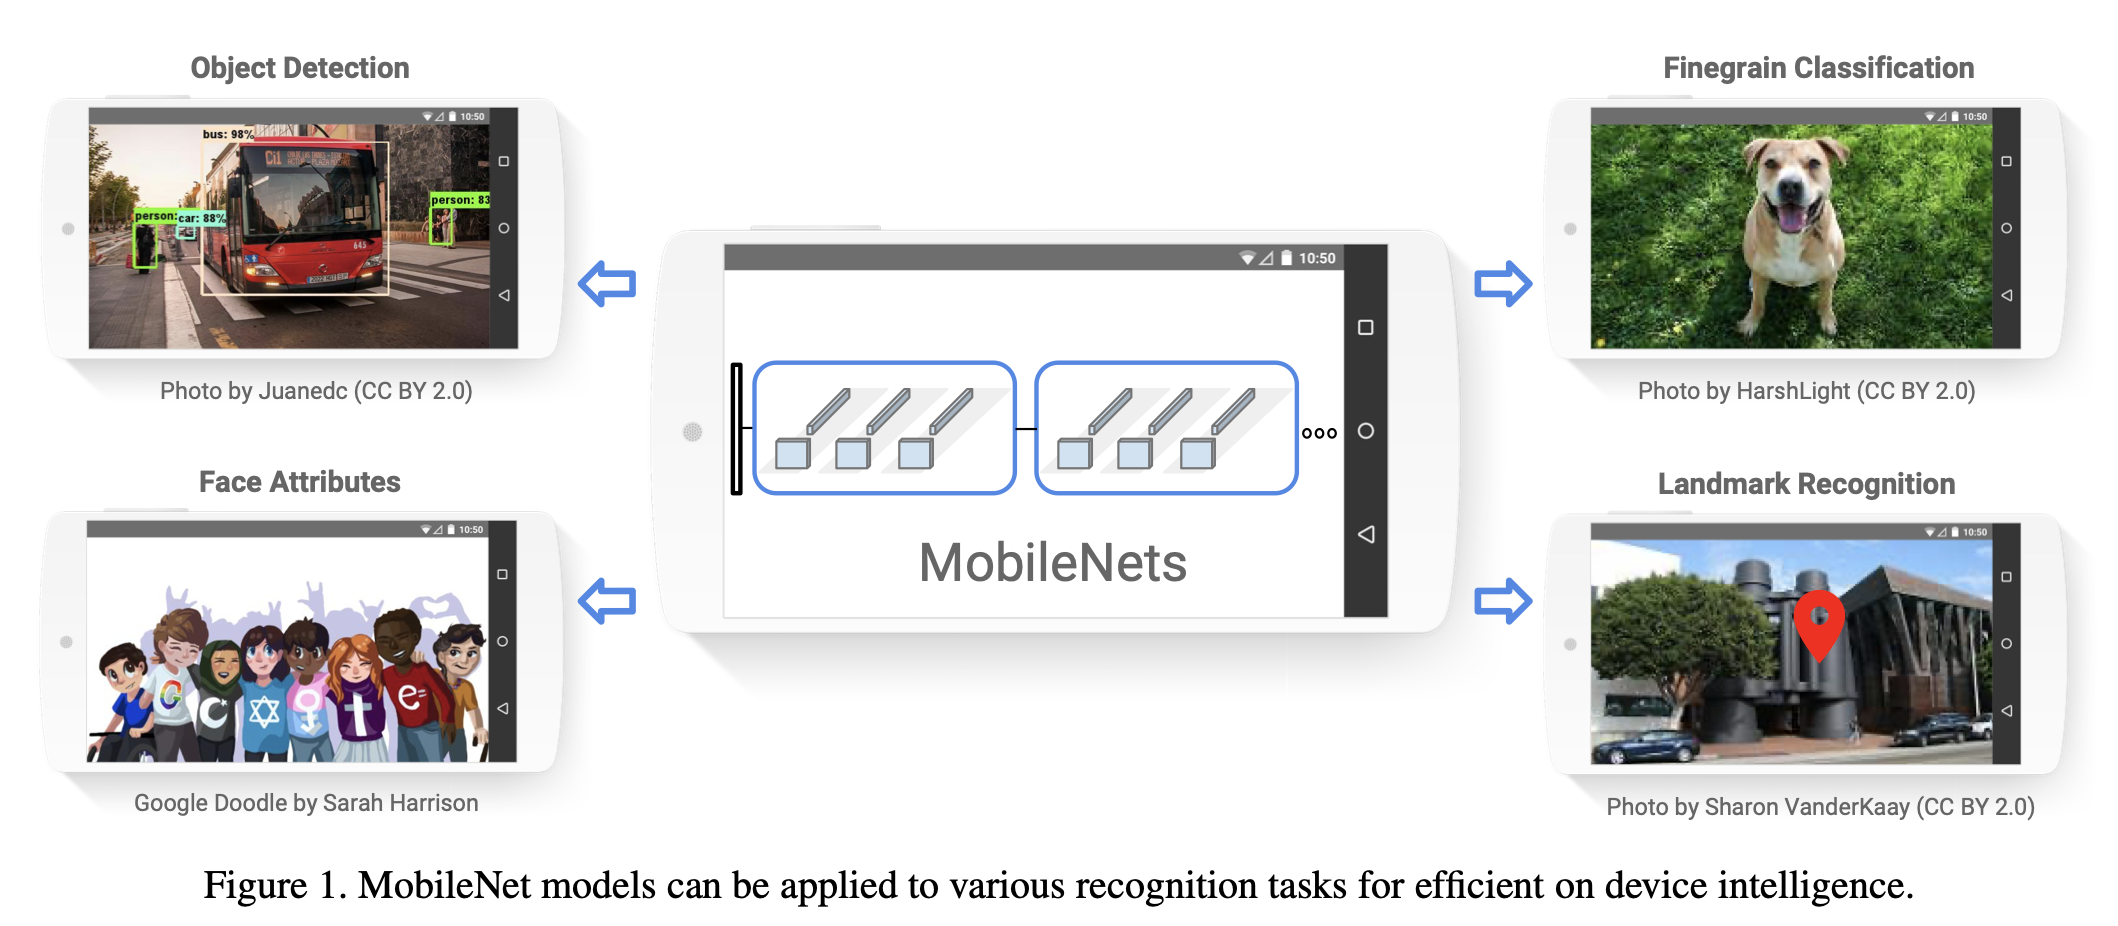 Object Detection
10:50
bus: 98%
Ci1
person:
car: 88%
person: 83
645
Photo by Juanedc (CC BY 2.0)
Finegrain Classification
10:50
Photo by HarshLight (CC BY 2.0)
10:50
MobileNets
Face Attributes
10:50
G
e=
Google Doodle by Sarah Harrison
Landmark Recognition
10:50
Photo by Sharon VanderKaay (CC BY 2.0)
Figure 1. MobileNet models can be applied to various recognition tasks for efficient on device intelligence.